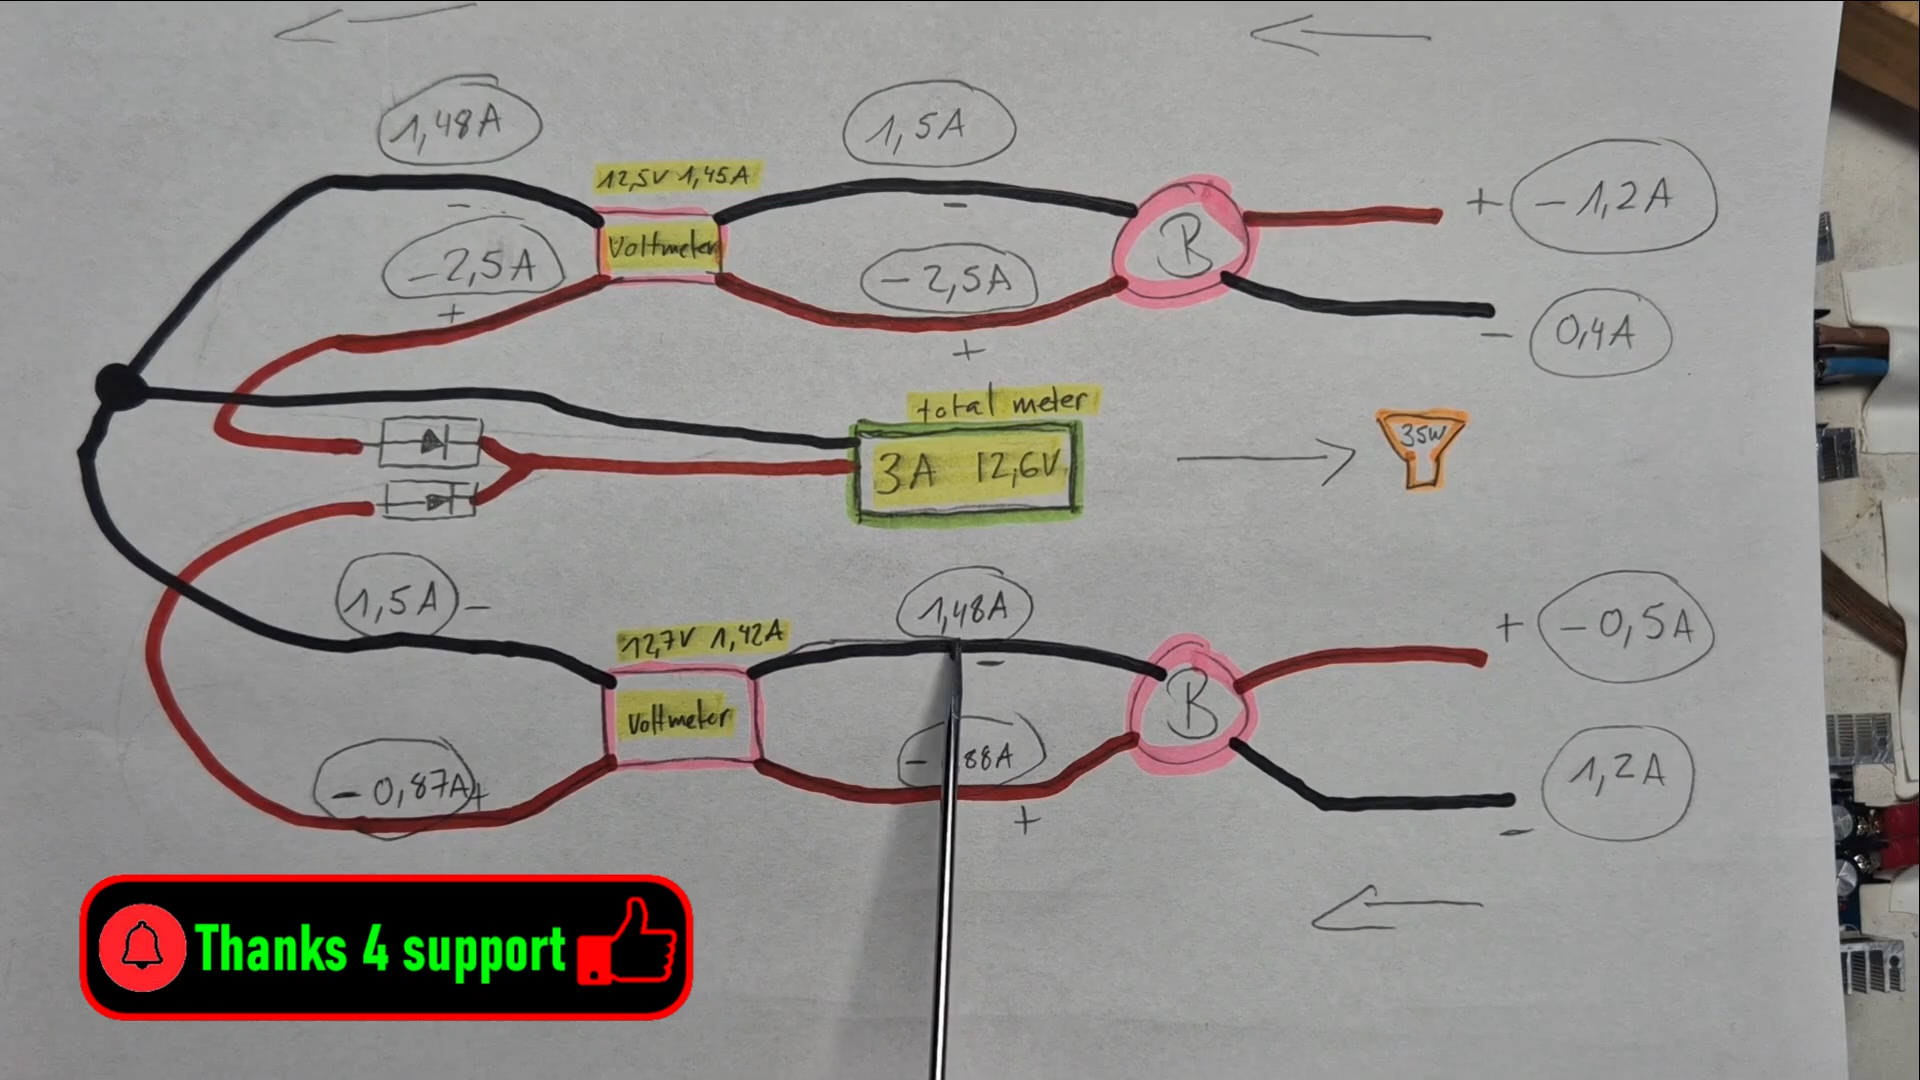 1,48A
1,5A
12,5V 1,45A
+ -1,2A
-
-
Voltmeter
B
-2,5A
-2,5A
+
+
- 0,4A
total meter
3A 12,6V
35W
1,5A -
1,48A
+ -0,5A
12,7V 1,42A
-
Voltmeter
B
88A
-0,87A +
1,2A
+
-
Thanks 4 support